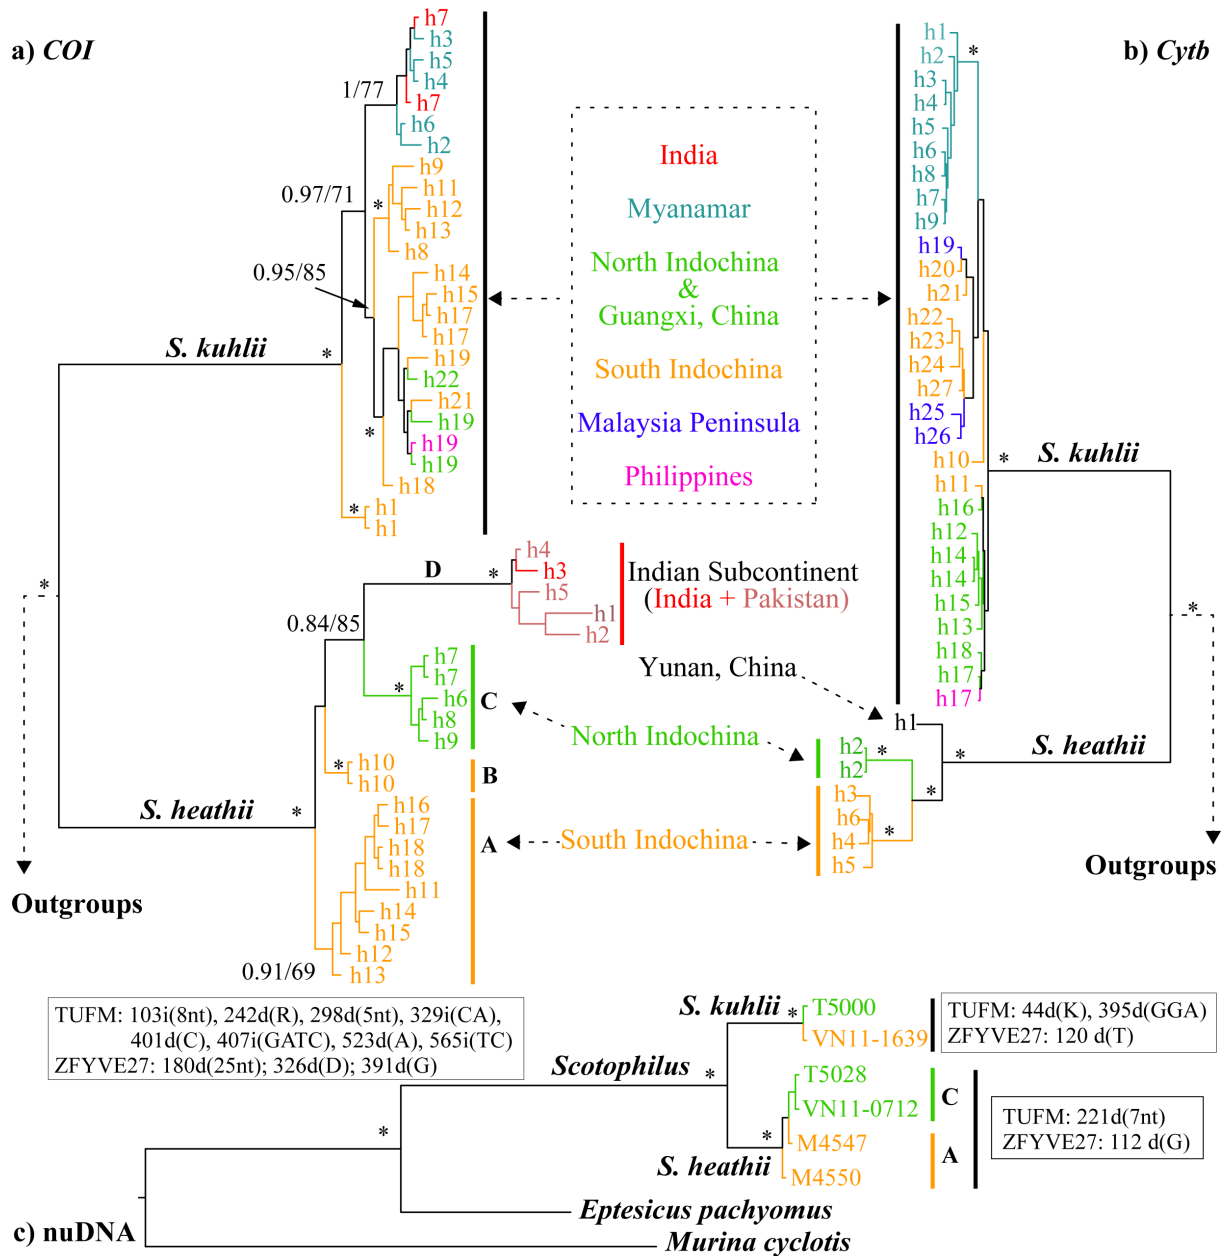 a) COI
h7
h3
h5
h4
h7
h6
h2
h9
h11
h12
h13
h8
h14
h15
h17
h17
h19
h22
h21
h19
h19
h19
h18
h1
h1
1/77
0.97/71
*
0.95/85
S. kuhlii
*
*
*
India
Myanamar
North Indochina
&
Guangxi, China
South Indochina
Malaysia Peninsula
Philippines
b) Cytb
h1
h2
h3
h4
h5
h6
h8
h7
h9
h19
h20
h21
h22
h23
h24
h27
h25
h26
h10
h11
h16
h12
h14
h14
h15
h13
h18
h17
h17
*
*
S. kuhlii
*
D
*
h4
h3
h5
h1
h2
Indian Subcontinent
(India + Pakistan)
0.84/85
h7
h7
h6
h8
h9
*
C
h10
h10
*
B
S. heathii
*
h16
h17
h18
h18
h11
h14
h15
h12
h13
A
0.91/69
*
Outgroups
Yunan, China
North Indochina
South Indochina
h1
h2
h2
h3
h6
h4
h5
*
*
*
*
S. heathii
Outgroups
TUFM: 103i(8nt), 242d(R), 298d(5nt), 329i(CA),
401d(C), 407i(GATC), 523d(A), 565i(TC)
ZFYVE27: 180d(25nt); 326d(D); 391d(G)
S. kuhlii
*
T5000
VN11-1639
TUFM: 44d(K), 395d(GGA)
ZFYVE27: 120 d(T)
Scotophilus
*
T5028
VN11-0712
C
M4547
M4550
A
TUFM: 221d(7nt)
ZFYVE27: 112 d(G)
*
*
S. heathii
Eptesicus pachyomus
c) nuDNA
Murina cyclotis